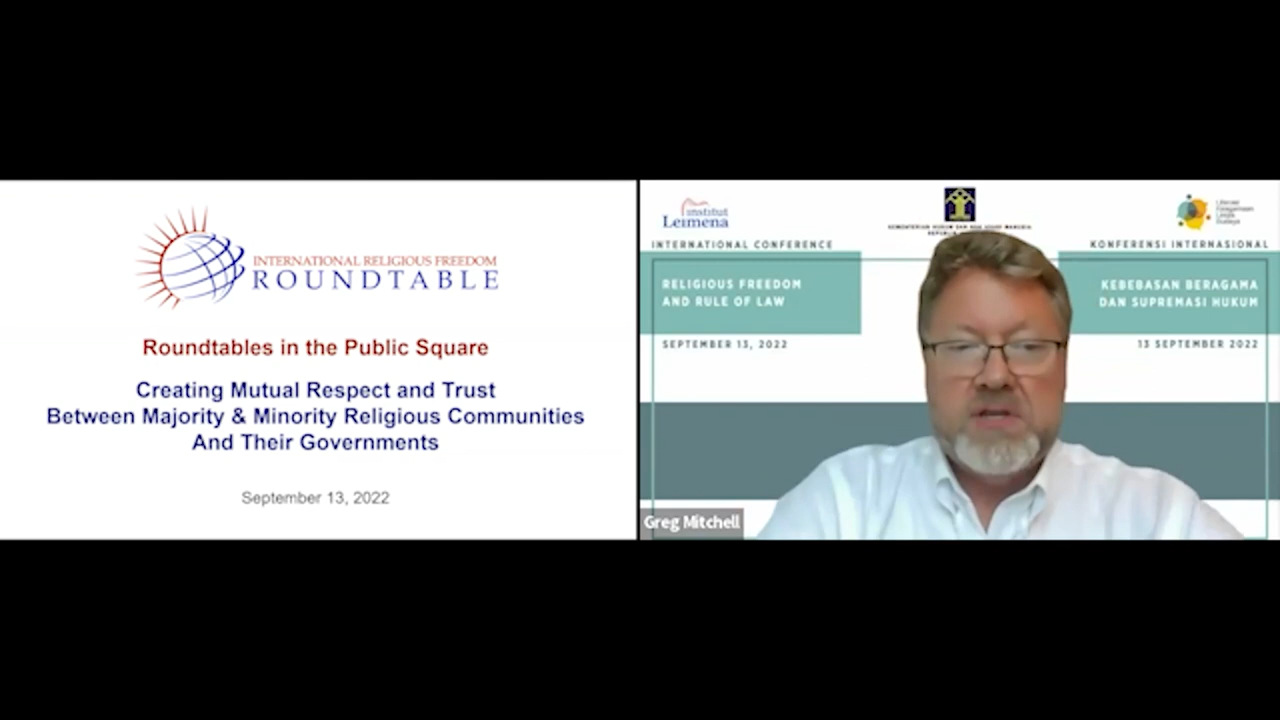 INTERNATIONAL RELIGIOUS FREEDOM
ROUNDTABLE
Roundtables in the Public Square
Creating Mutual Respect and Trust
Between Majority & Minority Religious Communities
And Their Governments
September 13, 2022
institut
Leimena
INTERNATIONAL CONFERENCE
RELIGIOUS FREEDOM
AND RULE OF LAW
SEPTEMBER 13, 2022
KONFERENSI INTERNASIONAL
KEBEBASAN BERAGAMA
DAN SUPREMASI HUKUM
13 SEPTEMBER 2022
Greg Mitchell